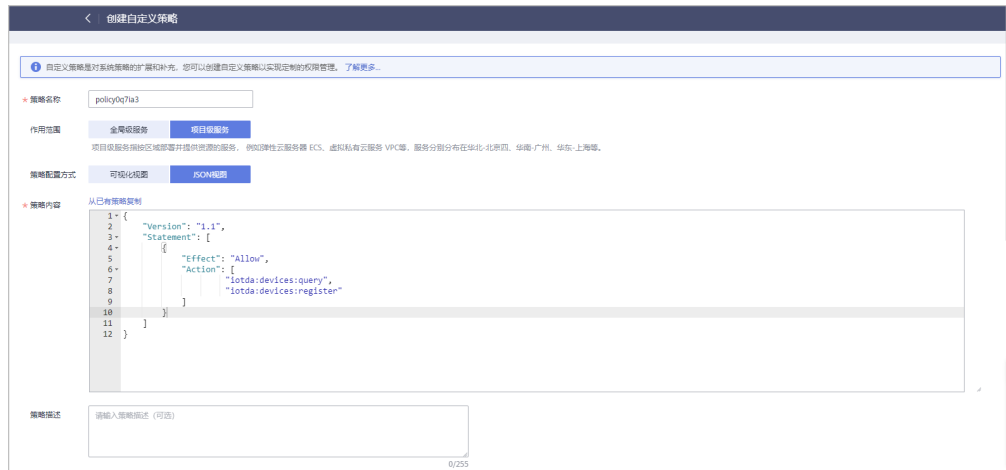 创建自定义策略
自定义策略是对系统策略的扩展和补充，您可以创建自定义策略以实现定制的权限管理。 了解更多...
* 策略名称 policy0q7ia3
作用范围 全局级服务 项目级服务
项目级服务指按区域部署并提供资源的服务， 例如弹性云服务器 ECS、虚拟私有云服务 VPC等，服务分别分布在华北-北京四、华南-广州、华东-上海等。
策略配置方式 可视化视图 JSON视图
* 策略内容 从已有策略复制
1 {
2 "Version": "1.1",
3 "Statement": [
4 {
5 "Effect": "Allow",
6 "Action": [
7 "iotda:devices:query",
8 "iotda:devices:register"
9 ]
10 }
11 ]
12 }
策略描述 请输入策略描述（可选）
0/255